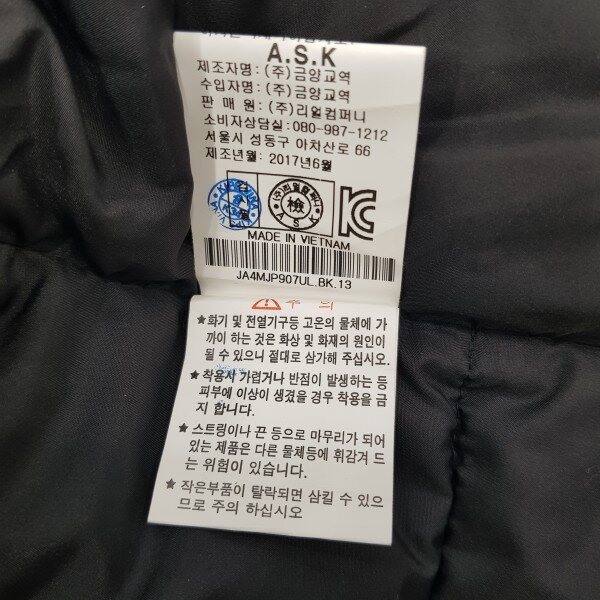 A.S.K
제조자명: (주)금양교역
수입자명: (주)금양교역
판 매 원: (주)리얼컴퍼니
소비자상담실:080-987-1212
서울시 성동구 아차산로 66
제조년월: 2017년6월
검
(주)리얼컴퍼니
檢
A S K
MADE IN VIETNAM
JA4MJP907UL.BK.13
주 의
★화기 및 전열기구등 고온의 물체에 가
까이 하는 것은 화상 및 화재의 원인이
될 수 있으니 절대로 삼가해 주십시오.
★착용시 가렵거나 반점이 발생하는 등
피부에 이상이 생겼을 경우 착용을 금
지 합니다.
★스트링이나 끈 등으로 마무리가 되어
있는 제품은 다른 물체등에 휘감겨 드
는 위험이 있습니다.
★작은부품이 탈락되면 삼킬 수 있으
므로 주의 하십시오